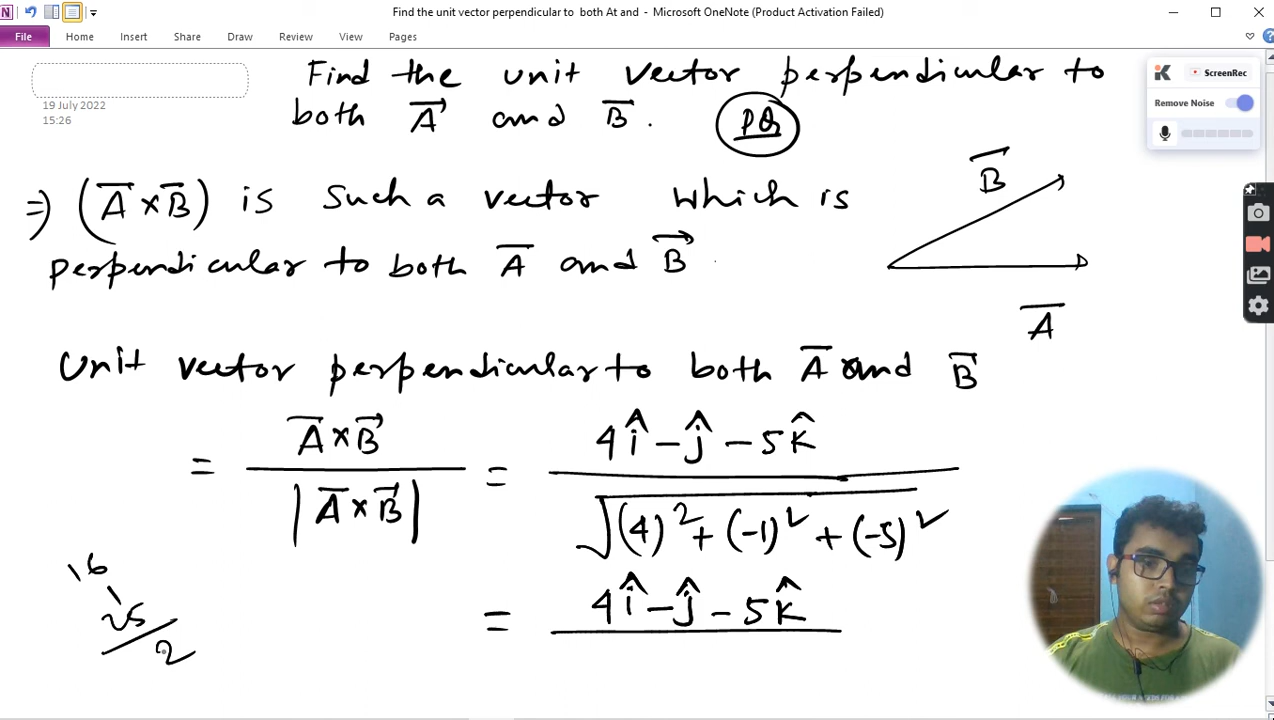 Find the unit vector perpendicular to both At and - Microsoft OneNote (Product Activation Failed)
File Home Insert Share Draw Review View Pages
19 July 2022
15:26
ScreenRec
Remove Noise
Find the unit vector perpendicular to
both A⃗ and B̅. PQ
⇒ (A̅×B̅) is such a vector which is
perpendicular to both A̅ and B⃗
B̅
A̅
Unit vector perpendicular to both A̅ and B̅
= A̅×B⃗ / |A̅×B⃗| = 4î-ĵ-5k̂ / √(4)²+(-1)²+(-5)²
= 4î-ĵ-5k̂
16
1
25
2